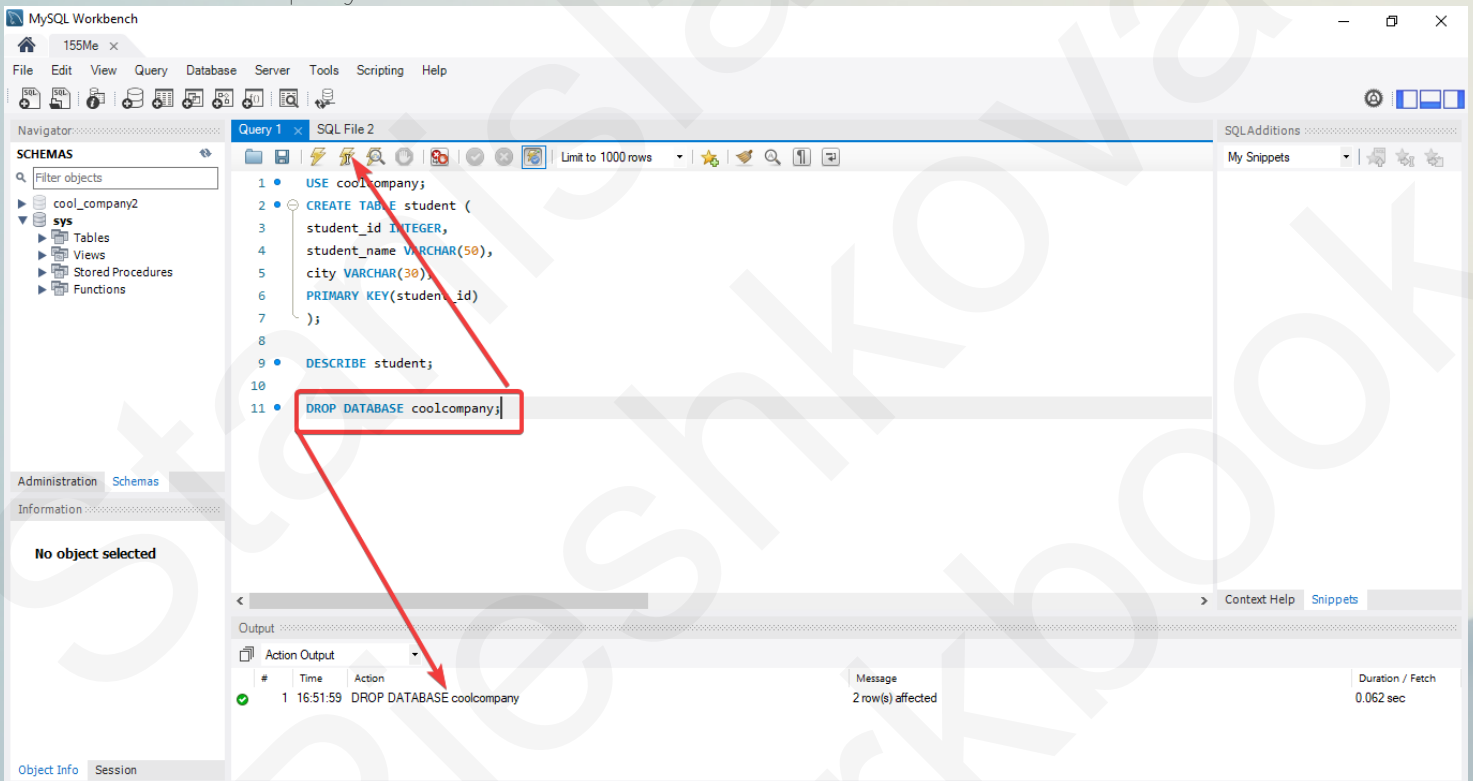 MySQL Workbench
155Me
File Edit View Query Database Server Tools Scripting Help
Navigator
SCHEMAS
Filter objects
cool_company2
sys
Tables
Views
Stored Procedures
Functions
Administration Schemas
Information
No object selected
Object Info Session
Query 1 SQL File 2
Limit to 1000 rows
1 USE coolcompany;
2 CREATE TABLE student (
3 student_id INTEGER,
4 student_name VARCHAR(50),
5 city VARCHAR(30),
6 PRIMARY KEY(student_id)
7 );
8
9 DESCRIBE student;
10
11 DROP DATABASE coolcompany;
Output
Action Output
# Time Action Message Duration / Fetch
1 16:51:59 DROP DATABASE coolcompany 2 row(s) affected 0.062 sec
SQLAdditions
My Snippets
Context Help Snippets